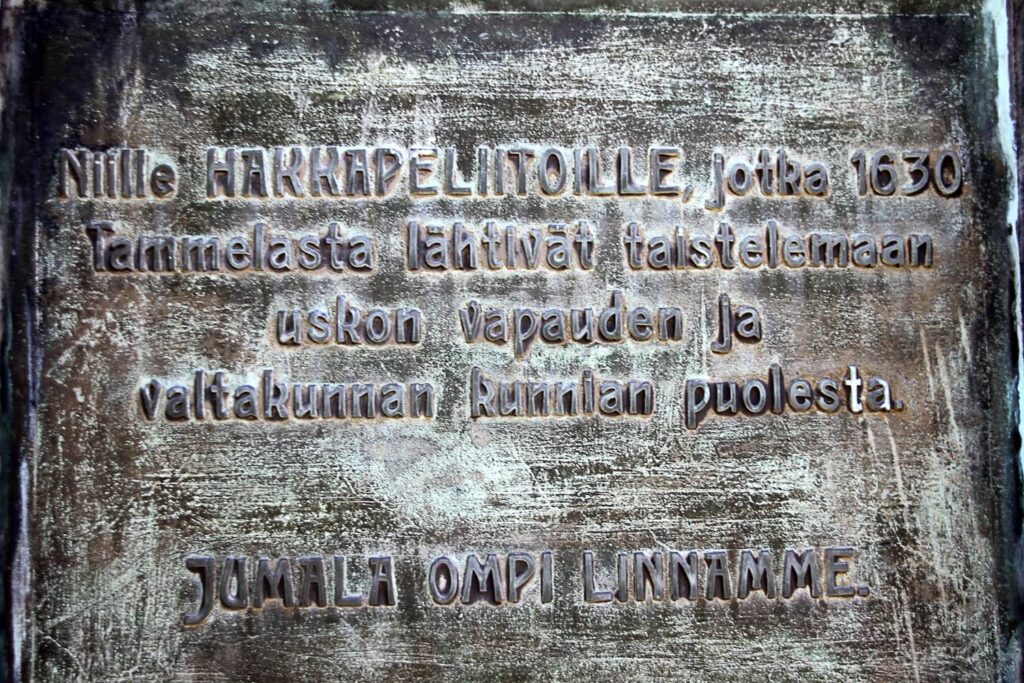 Niille HAKKAPELIITOILLE, jotka 1630
Tammelasta lähtivät taistelemaan
uskon vapauden ja
valtakunnan kunnian puolesta.
JUMALA OMPI LINNAMME.